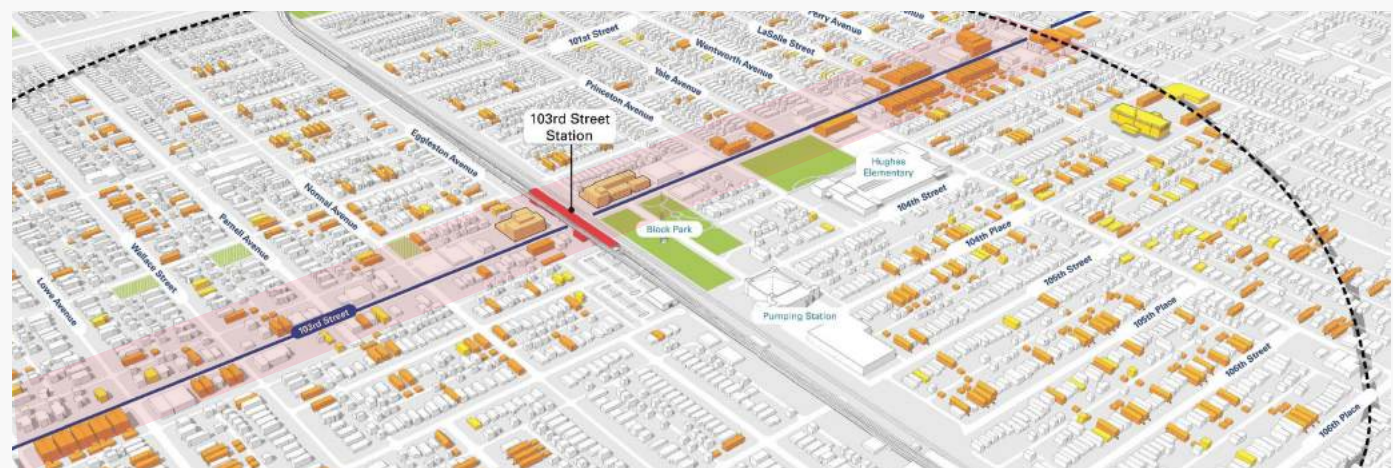 Perry Avenue
LaSalle Street
101st Street
Wentworth Avenue
Yale Avenue
Princeton Avenue
103rd Street
Station
Eggleston Avenue
Hughes
Elementary
104th Street
Normal Avenue
Block Park
104th Place
Parnell Avenue
Wallace Street
105th Street
Lowe Avenue
Pumping Station
103rd Street
105th Place
106th Street
106th Place